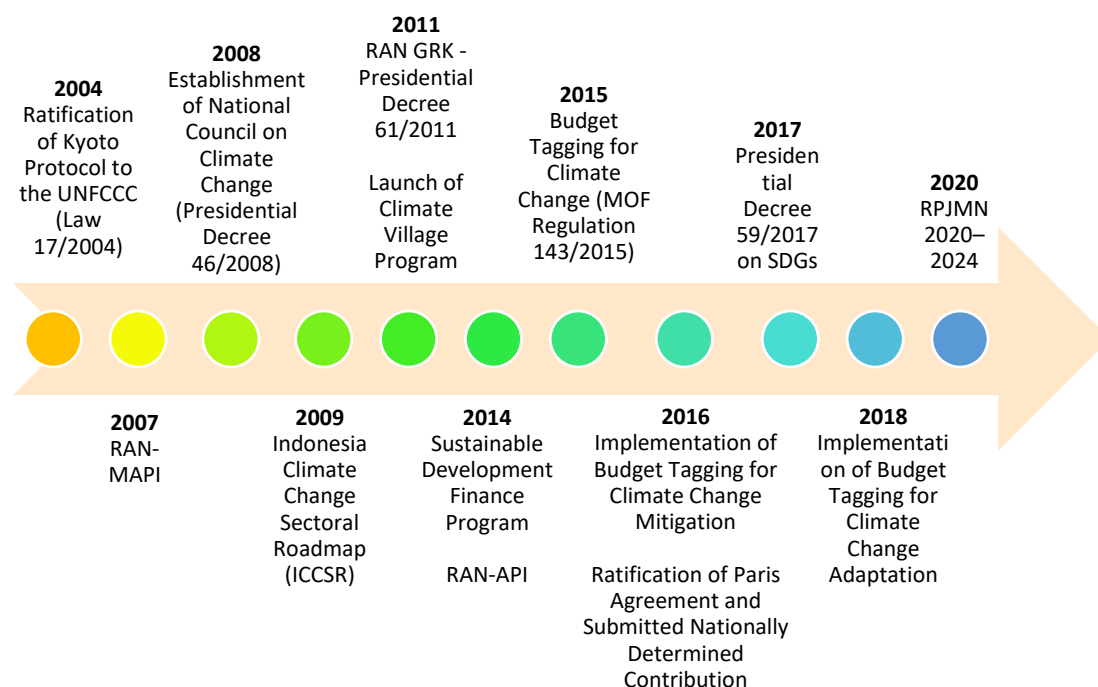 2004
Ratification
of Kyoto
Protocol to
the UNFCCC
(Law
17/2004)
2007
RAN-
MAPI
2008
Establishment
of National
Council on
Climate
Change
(Presidential
Decree
46/2008)
2009
Indonesia
Climate
Change
Sectoral
Roadmap
(ICCSR)
2011
RAN GRK -
Presidential
Decree
61/2011
Launch of
Climate
Village
Program
2014
Sustainable
Development
Finance
Program
RAN-API
2015
Budget
Tagging for
Climate
Change (MOF
Regulation
143/2015)
2016
Implementation of
Budget Tagging for
Climate Change
Mitigation
Ratification of Paris
Agreement and
Submitted Nationally
Determined
Contribution
2017
Presiden
tial
Decree
59/2017
on SDGs
2018
Implementati
on of Budget
Tagging for
Climate
Change
Adaptation
2020
RPJMN
2020–
2024